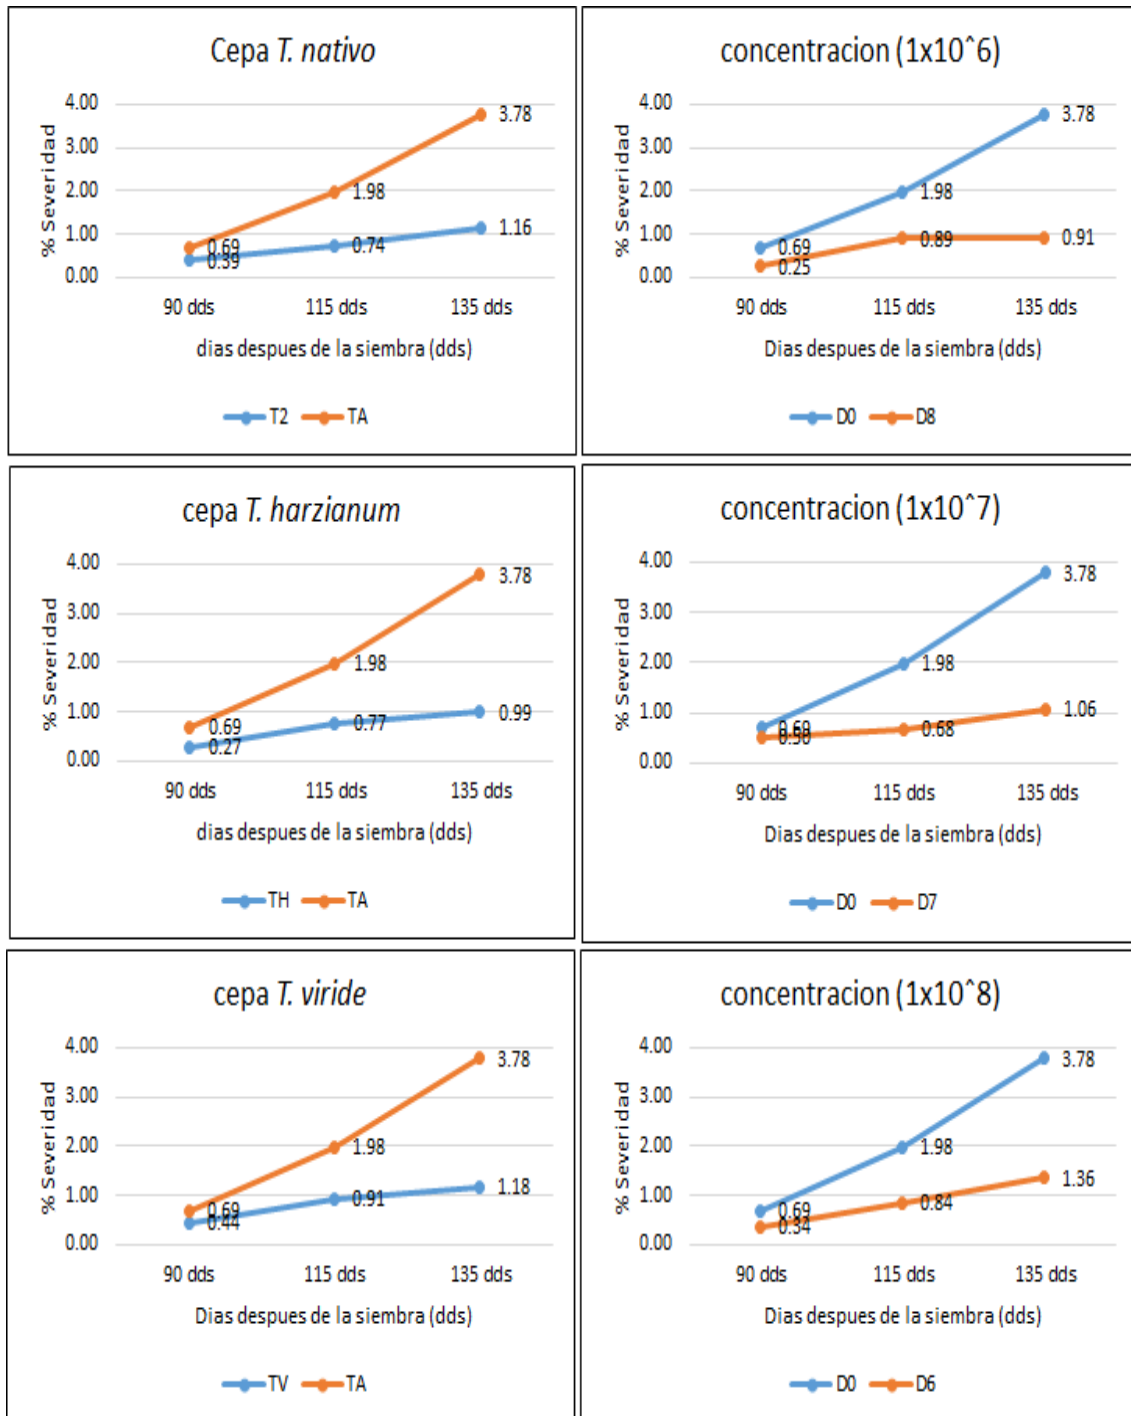 Cepa T. nativo
4.00
3.00
2.00
1.00
0.00
% Severidad
3.78
1.98
0.69
0.39
0.74
1.16
90 dds 115 dds 135 dds
dias despues de la siembra (dds)
T2 TA
concentracion (1x10^6)
4.00
3.00
2.00
1.00
0.00
% Severidad
3.78
1.98
0.69
0.25
0.89
0.91
90 dds 115 dds 135 dds
Dias despues de la siembra (dds)
D0 D8
cepa T. harzianum
4.00
3.00
2.00
1.00
0.00
% Severidad
3.78
1.98
0.69
0.27
0.77
0.99
90 dds 115 dds 135 dds
dias despues de la siembra (dds)
TH TA
concentracion (1x10^7)
4.00
3.00
2.00
1.00
0.00
% Severidad
3.78
1.98
0.69
0.50
0.68
1.06
90 dds 115 dds 135 dds
Dias despues de la siembra (dds)
D0 D7
cepa T. viride
4.00
3.00
2.00
1.00
0.00
% Severidad
3.78
1.98
0.69
0.44
0.91
1.18
90 dds 115 dds 135 dds
Dias despues de la siembra (dds)
TV TA
concentracion (1x10^8)
4.00
3.00
2.00
1.00
0.00
% Severidad
3.78
1.98
0.69
0.34
0.84
1.36
90 dds 115 dds 135 dds
Dias despues de la siembra (dds)
D0 D6